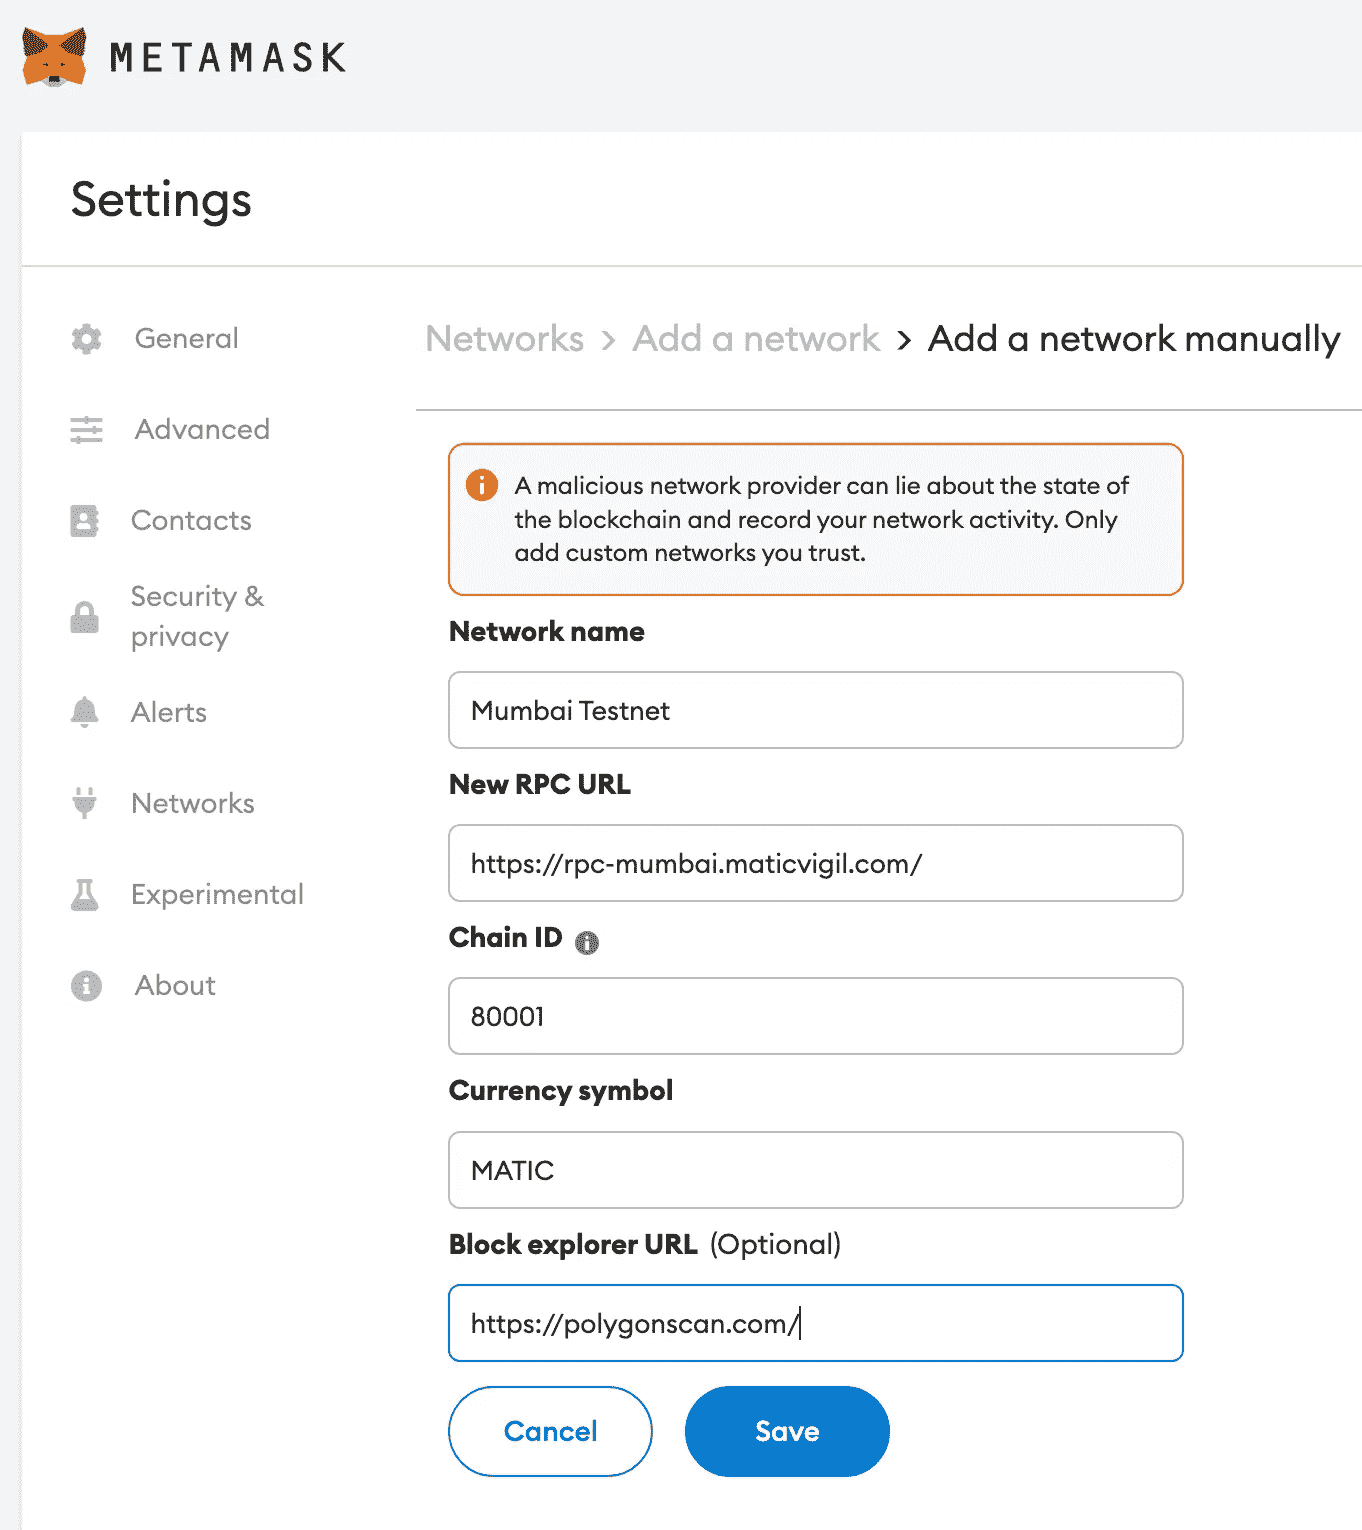 METAMASK
Settings
General
Advanced
Contacts
Security &
privacy
Alerts
Networks
Experimental
About
Networks > Add a network > Add a network manually
A malicious network provider can lie about the state of
the blockchain and record your network activity. Only
add custom networks you trust.
Network name
Mumbai Testnet
New RPC URL
https://rpc-mumbai.maticvigil.com/
Chain ID
80001
Currency symbol
MATIC
Block explorer URL (Optional)
https://polygonscan.com/
Cancel
Save